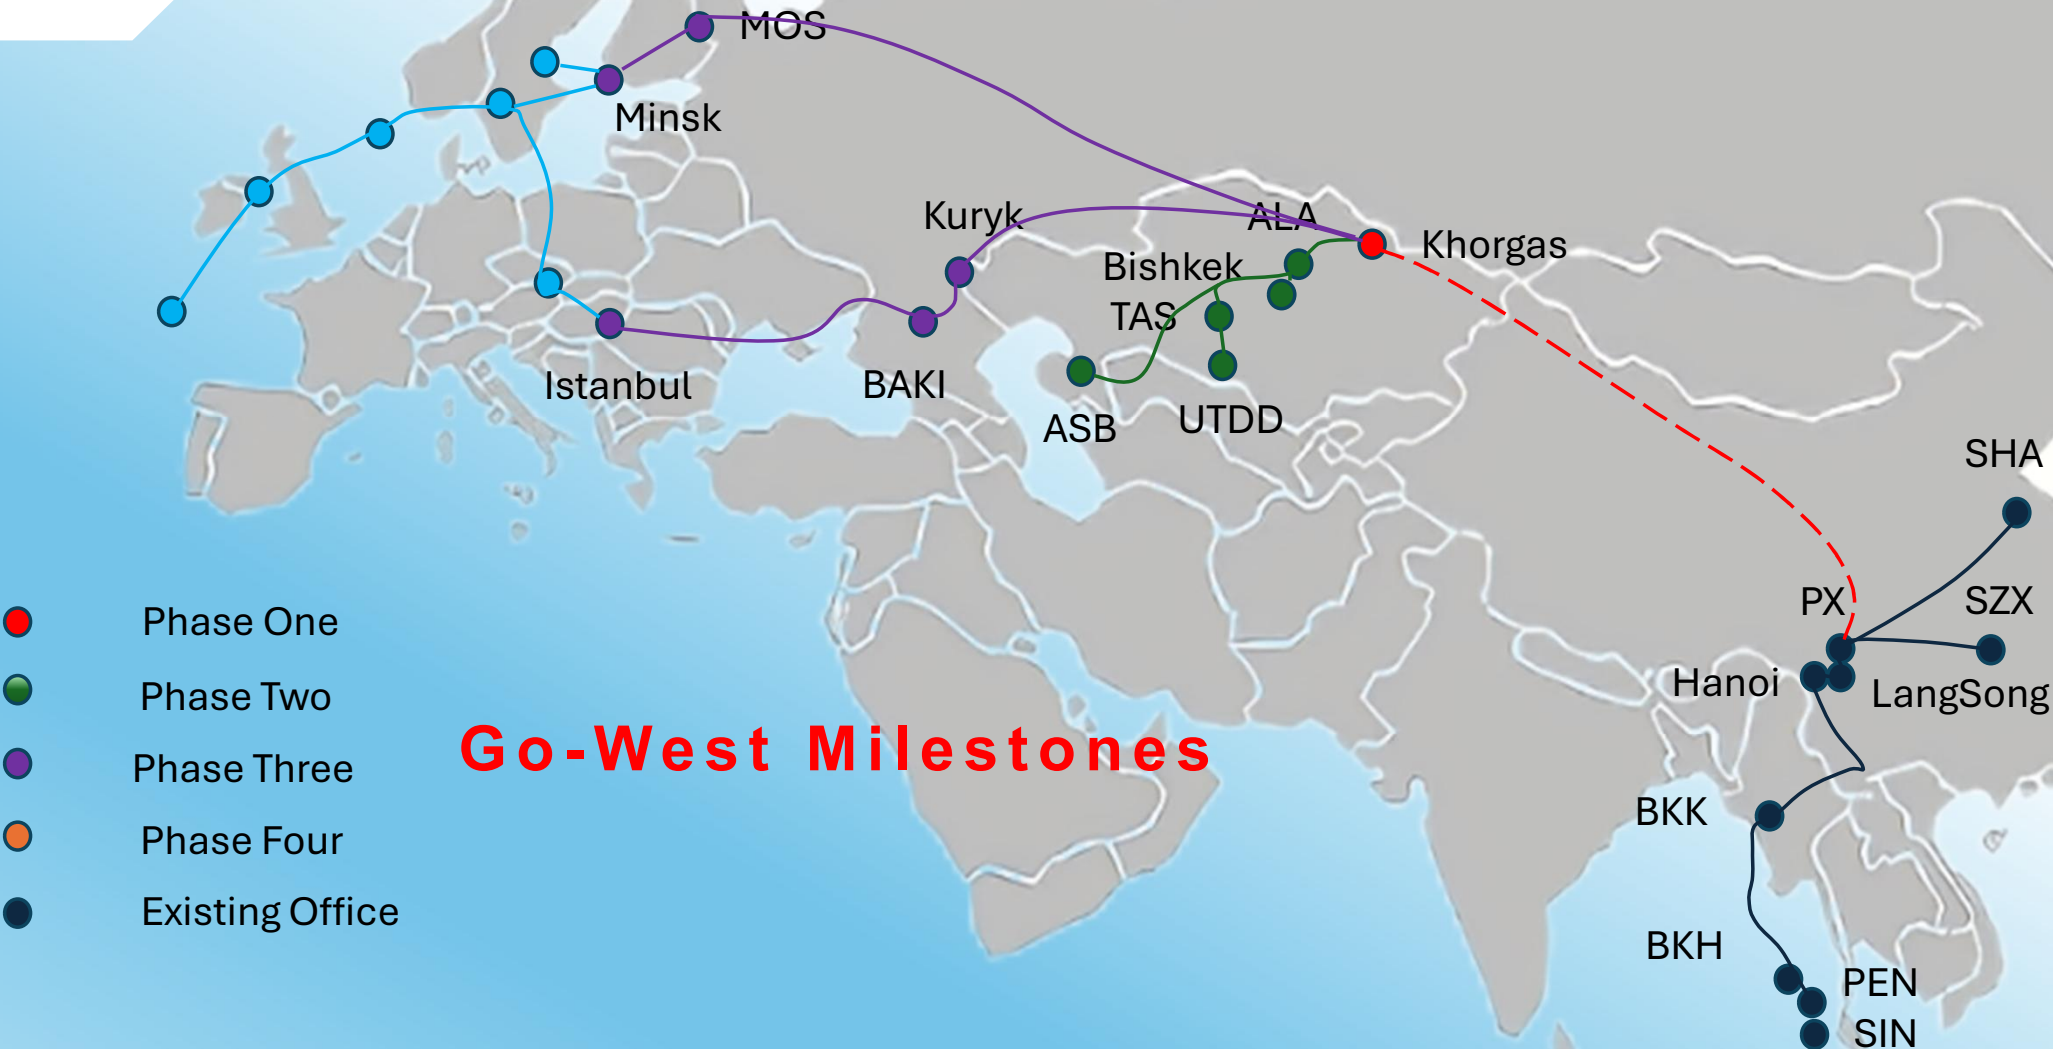 MOS
Minsk
Kuryk
ALA
Khorgas
Bishkek
TAS
Istanbul
BAKI
ASB
UTDD
SHA
PX
SZX
Hanoi
LangSong
Phase One
Phase Two
Phase Three
Phase Four
Existing Office
Go-West Milestones
BKK
BKH
PEN
SIN